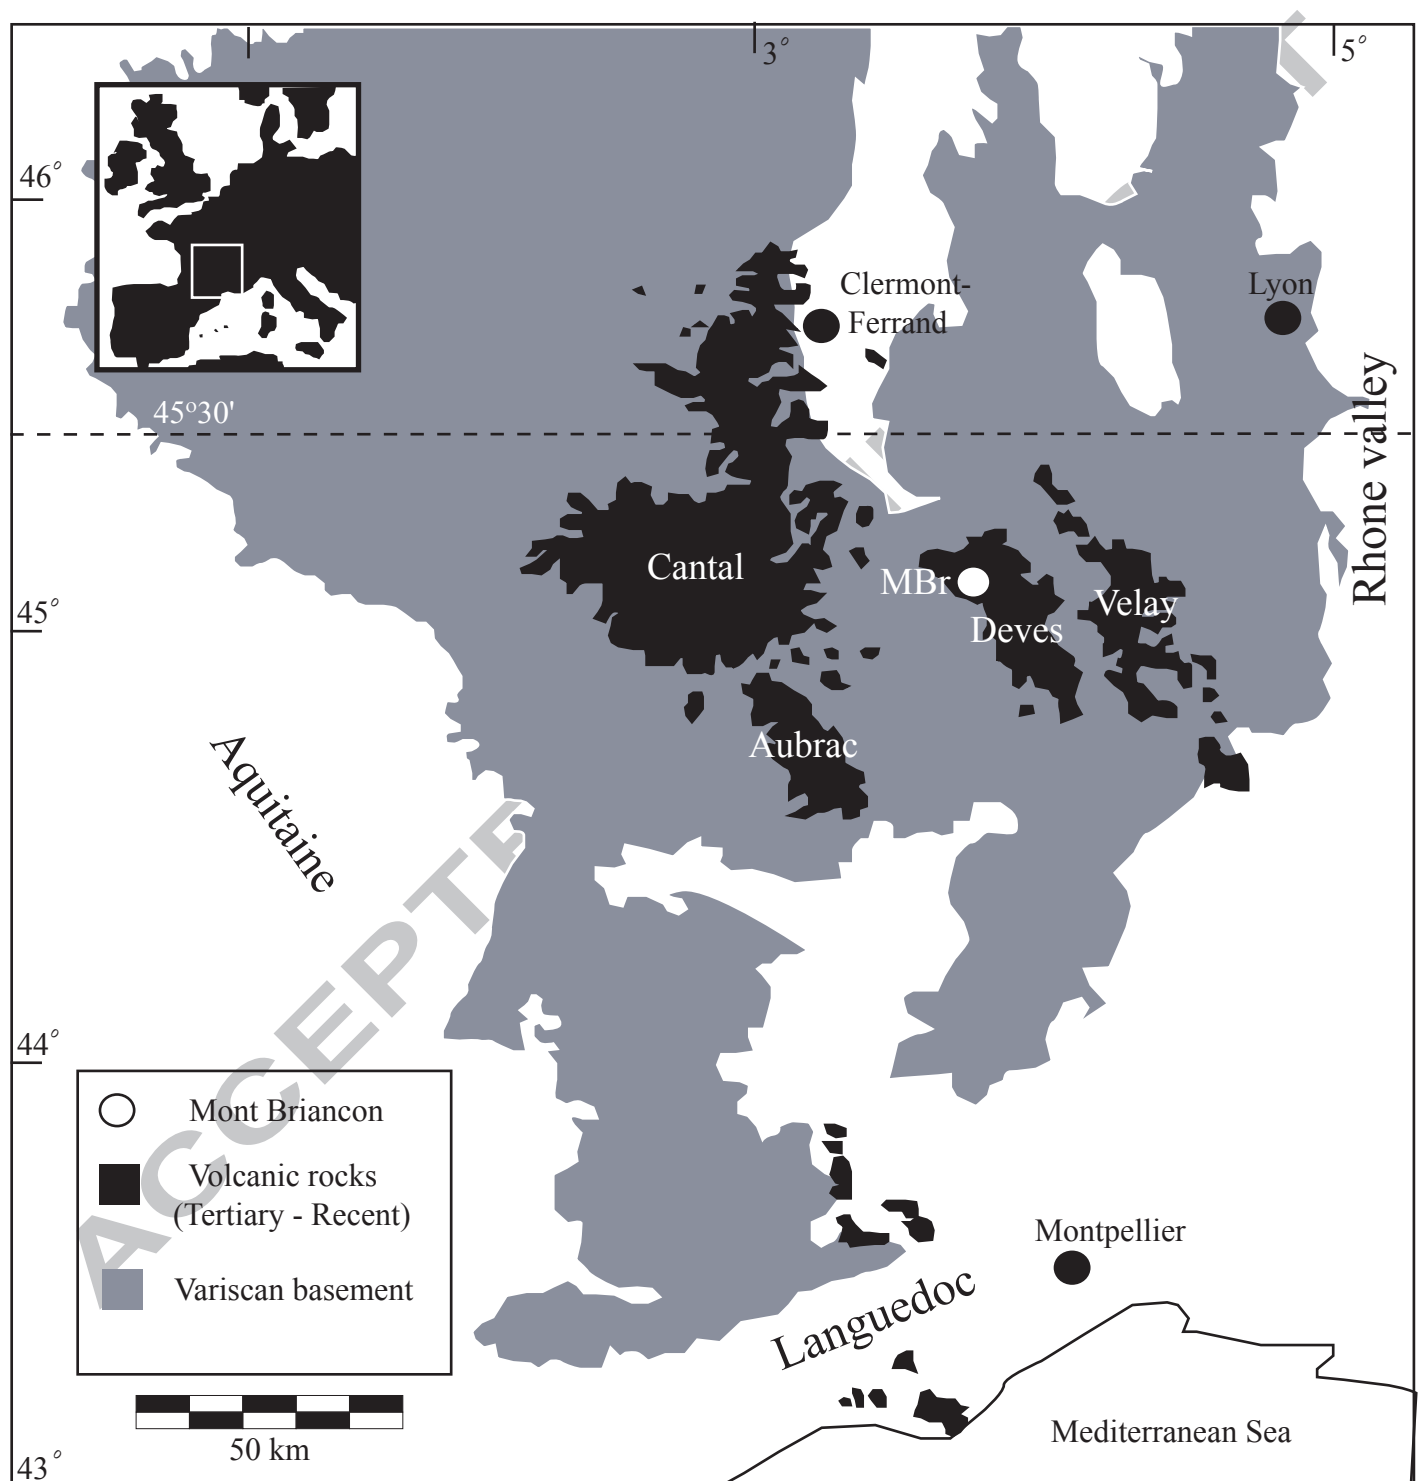 3°
5°
46°
Clermont-
Ferrand
Lyon
45°30'
Rhone valley
Cantal
MBr
Velay
Deves
45°
Aubrac
Aquitaine
ACCEPTE
44°
Mont Briancon
Volcanic rocks
(Tertiary - Recent)
Variscan basement
Montpellier
Languedoc
Mediterranean Sea
50 km
43°